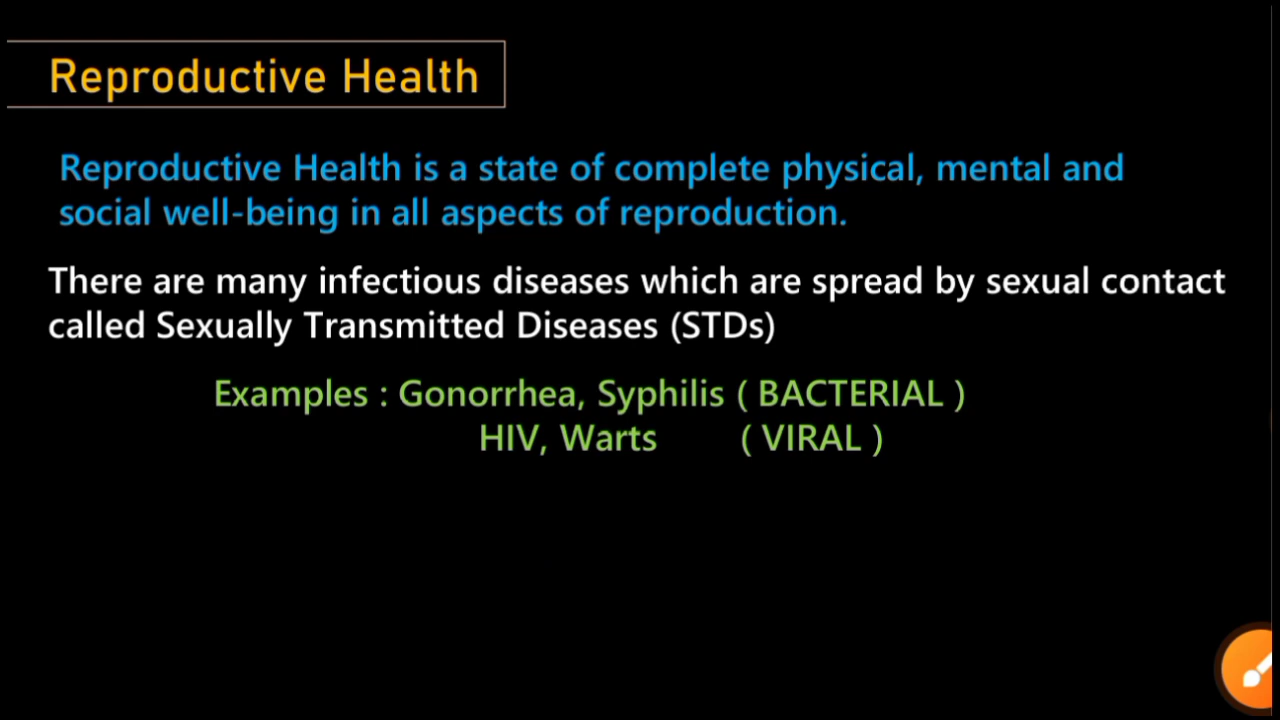 Reproductive Health
Reproductive Health is a state of complete physical, mental and
social well-being in all aspects of reproduction.
There are many infectious diseases which are spread by sexual contact
called Sexually Transmitted Diseases (STDs)
Examples : Gonorrhea, Syphilis ( BACTERIAL )
HIV, Warts ( VIRAL )